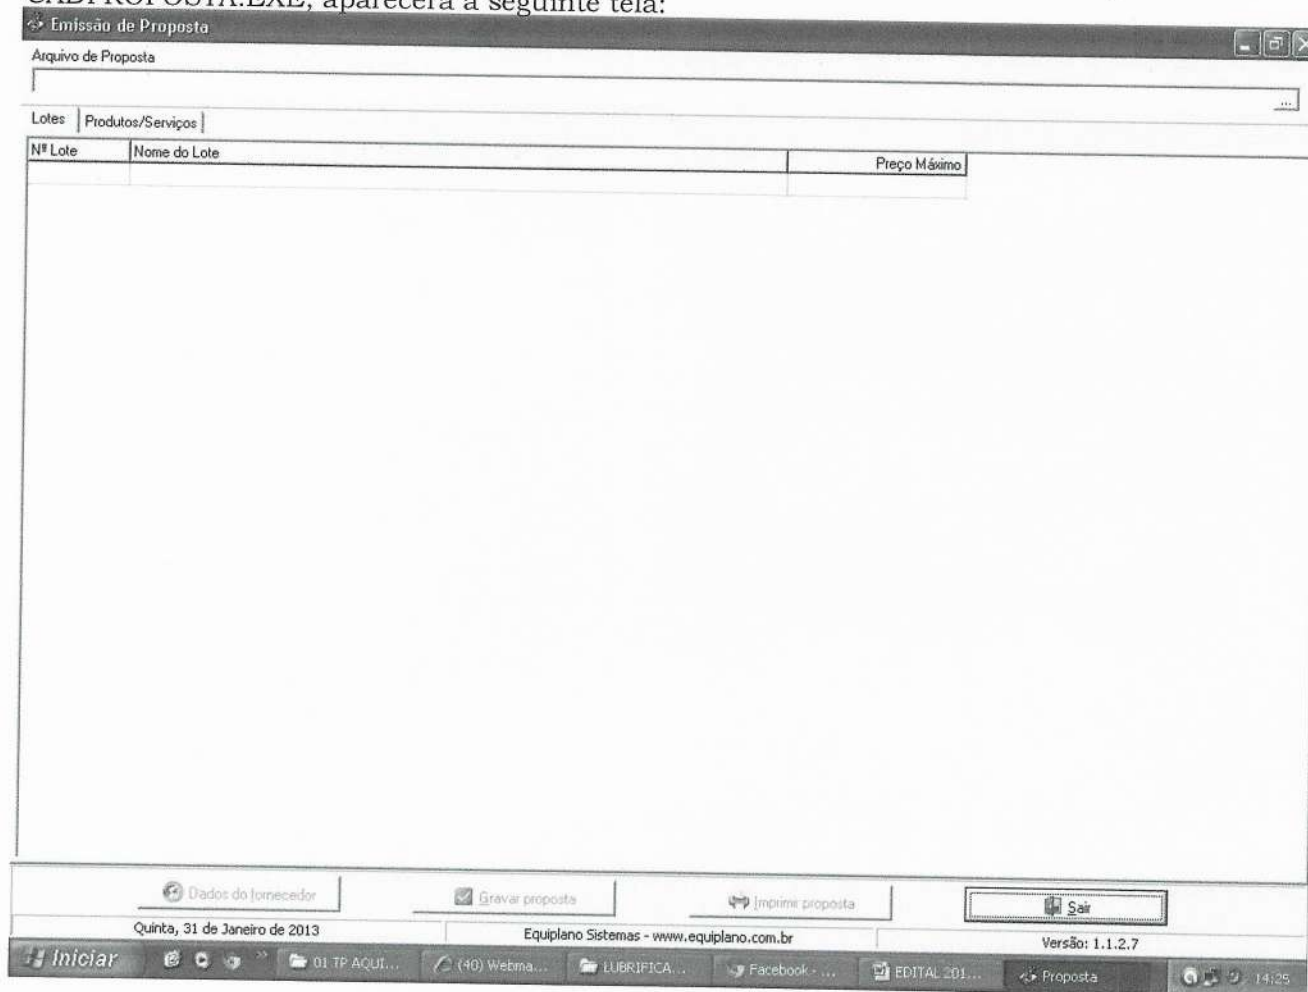 CADPROPOSTA.EXE, aparecerá a seguinte tela:
Emissão de Proposta
Arquivo de Proposta
...
Lotes Produtos/Serviços
Nº Lote Nome do Lote Preço Máximo
Dados do fornecedor Gravar proposta Imprimir proposta Sair
Quinta, 31 de Janeiro de 2013 Equiplano Sistemas - www.equiplano.com.br Versão: 1.1.2.7
Iniciar » 01 TP AQUI... (40) Webma... LUBRIFICA... Facebook - ... EDITAL 201... Proposta 14:25